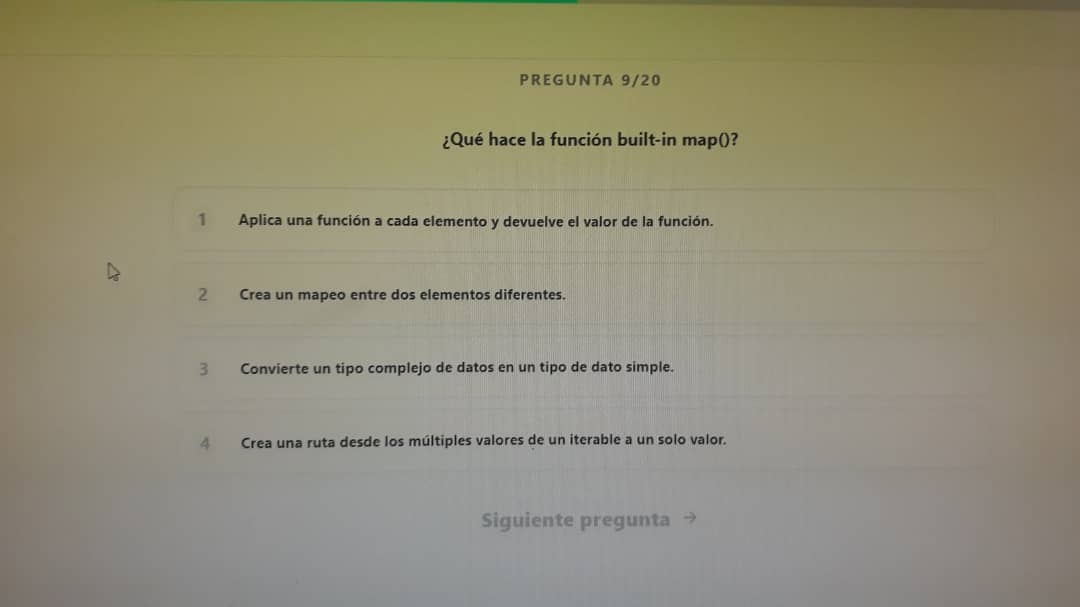 PREGUNTA 9/20
¿Qué hace la función built-in map()?
1 Aplica una función a cada elemento y devuelve el valor de la función.
2 Crea un mapeo entre dos elementos diferentes.
3 Convierte un tipo complejo de datos en un tipo de dato simple.
4 Crea una ruta desde los múltiples valores de un iterable a un solo valor.
Siguiente pregunta →